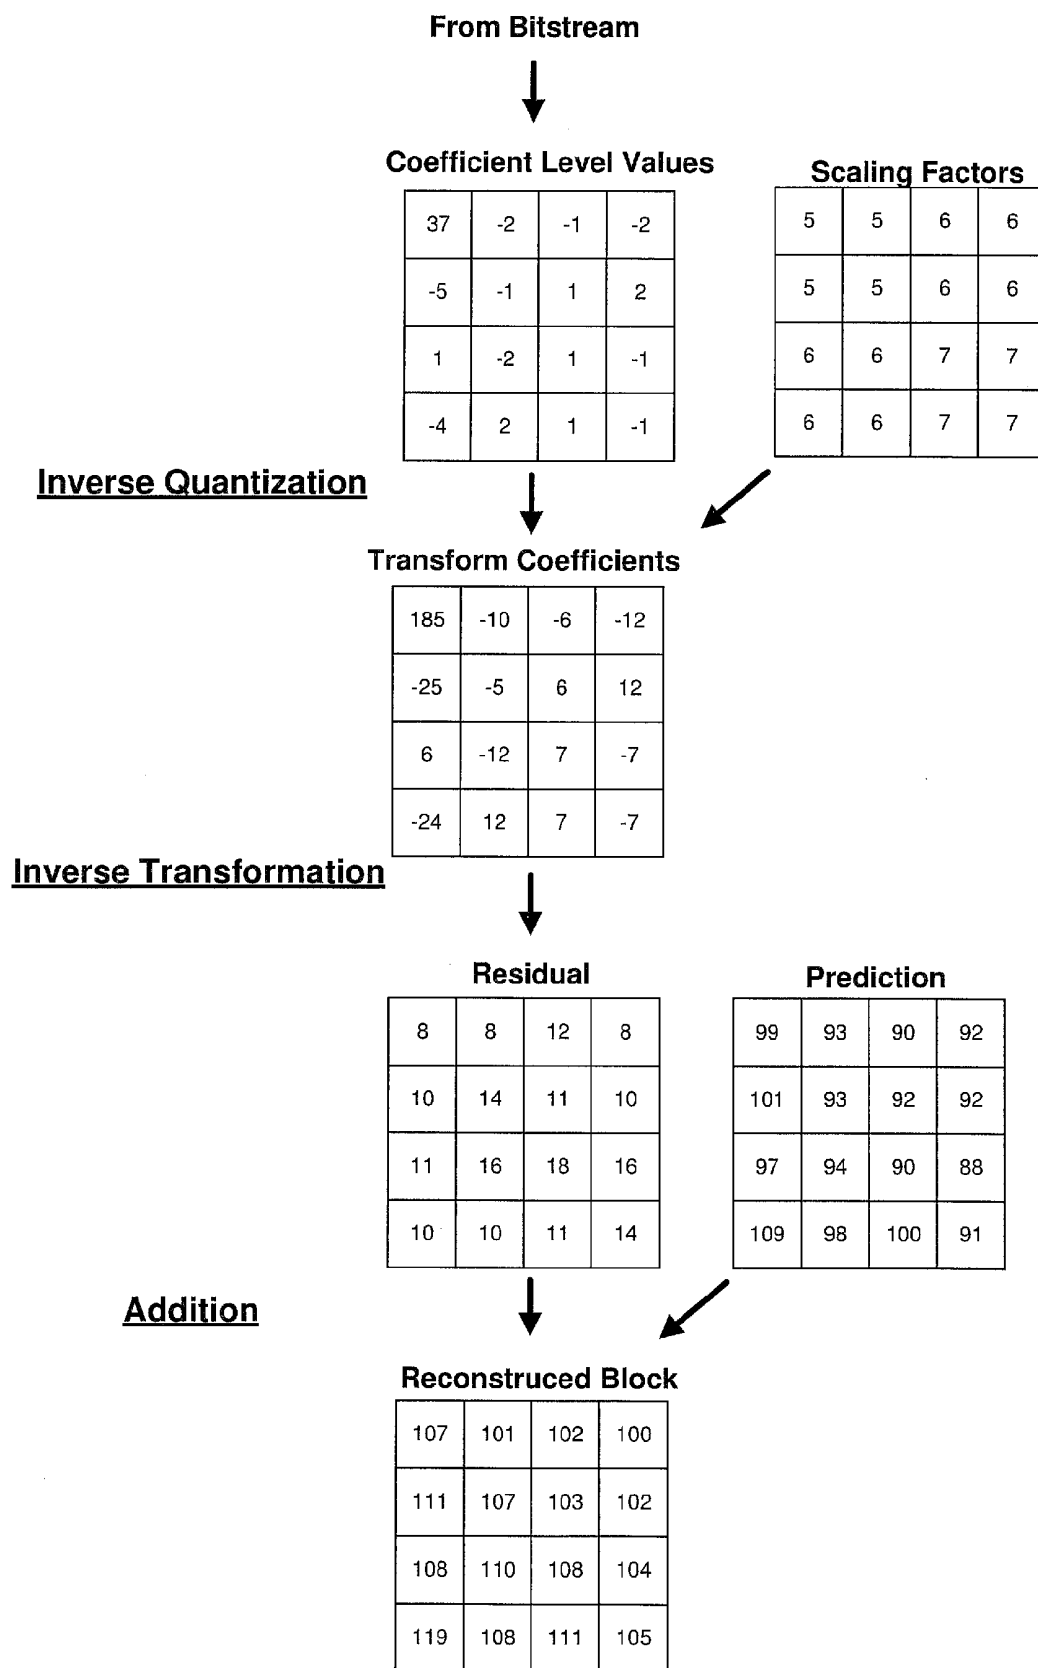 From Bitstream
Coefficient Level Values
Scaling Factors
37 -2 -1 -2
5 5 6 6
-5 -1 1 2
5 5 6 6
1 -2 1 -1
6 6 7 7
-4 2 1 -1
6 6 7 7
Inverse Quantization
Transform Coefficients
185 -10 -6 -12
-25 -5 6 12
6 -12 7 -7
-24 12 7 -7
Inverse Transformation
Residual
Prediction
8 8 12 8
99 93 90 92
10 14 11 10
101 93 92 92
11 16 18 16
97 94 90 88
10 10 11 14
109 98 100 91
Addition
Reconstruced Block
107 101 102 100
111 107 103 102
108 110 108 104
119 108 111 105